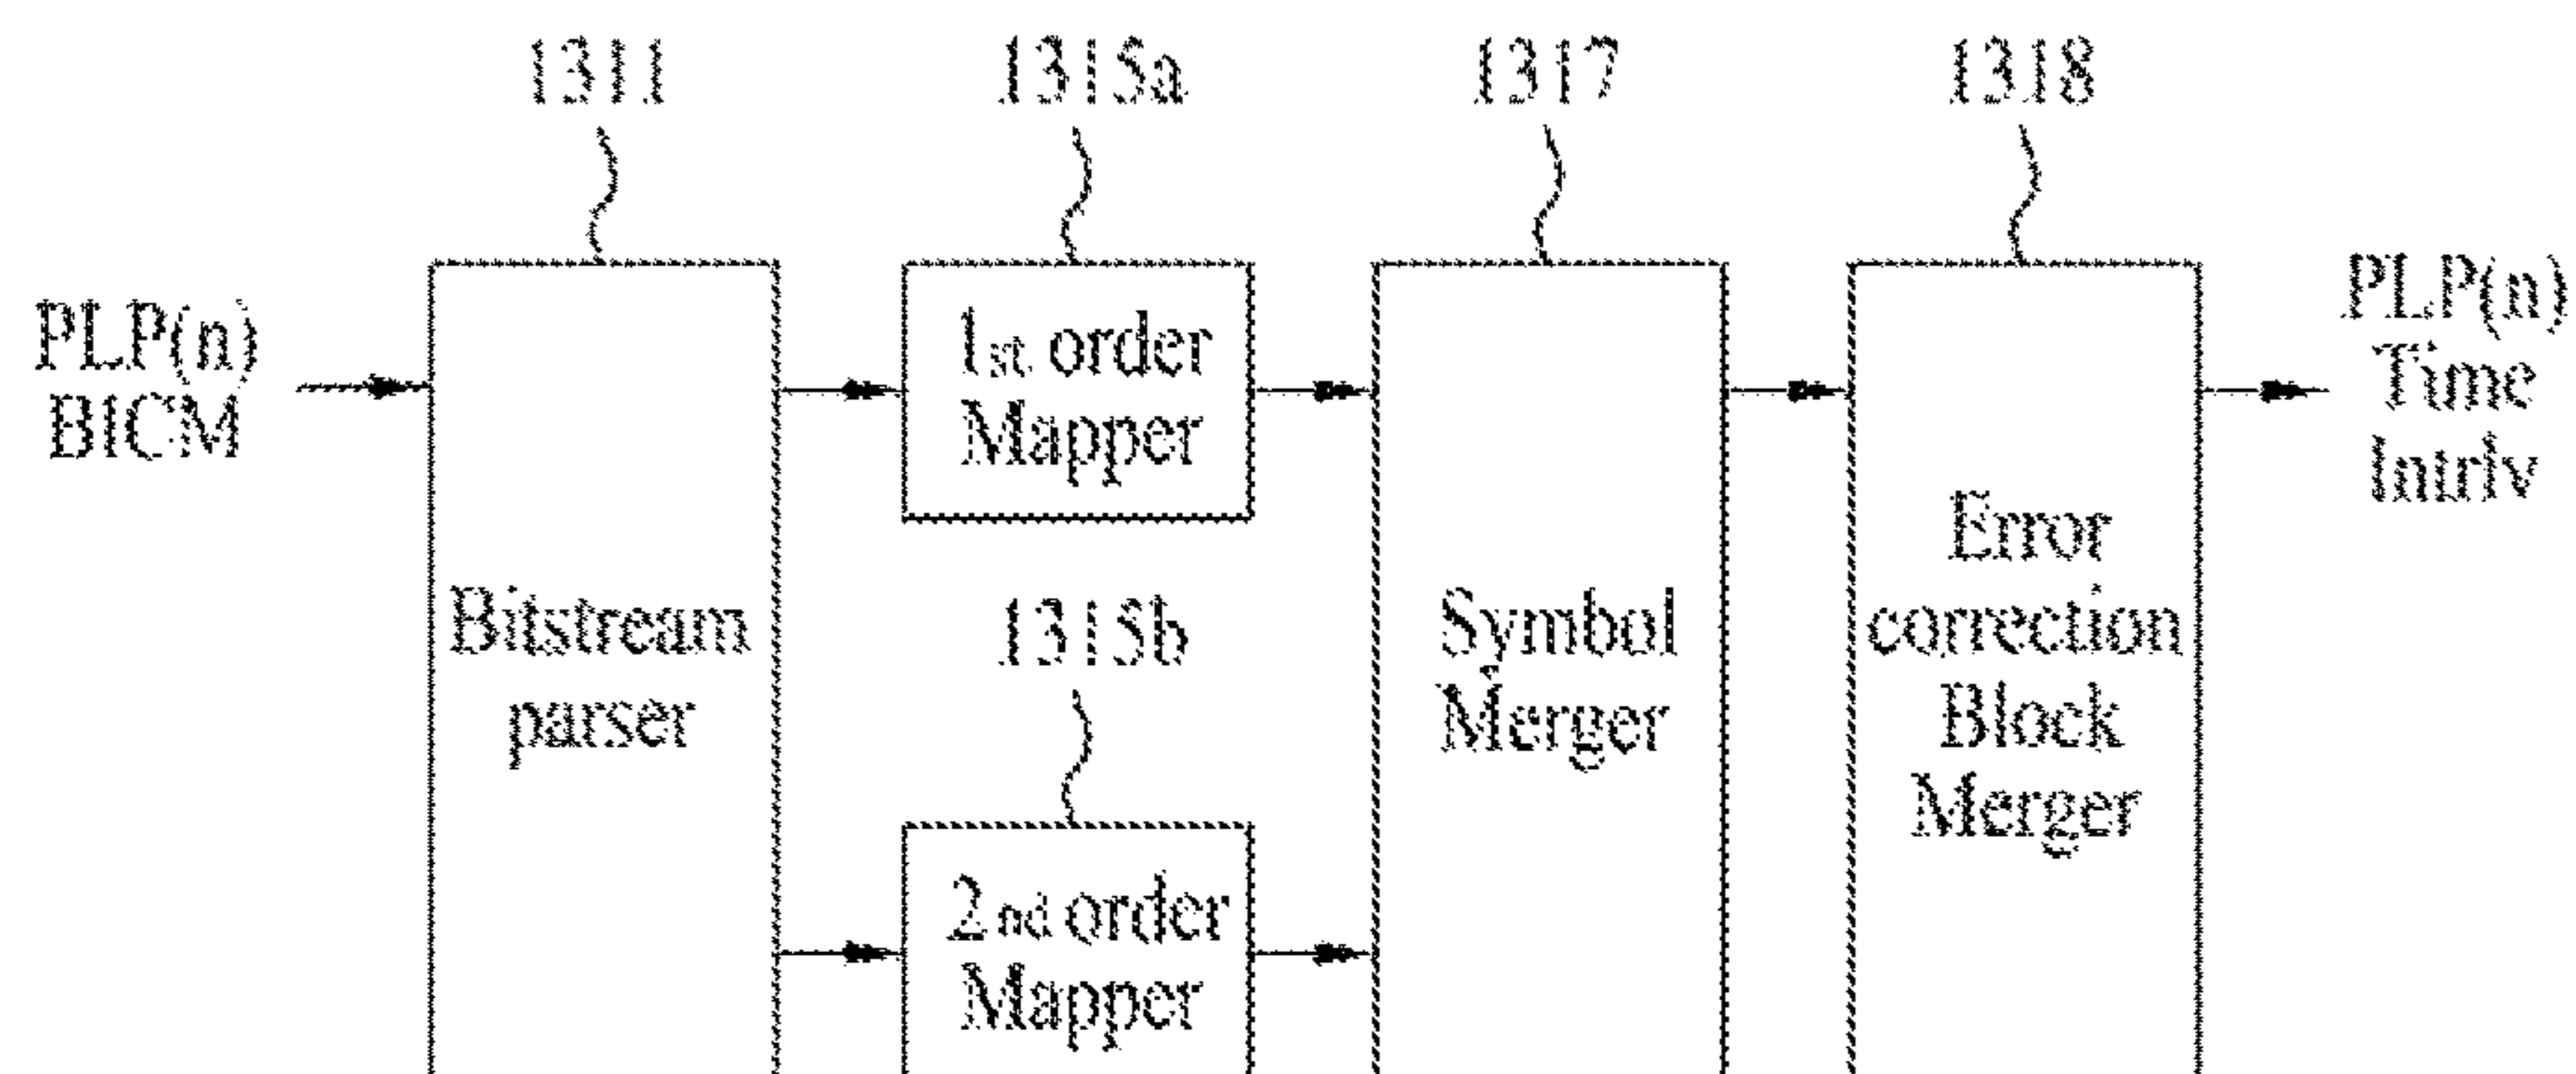 1311
1315a
1317
1318
PLP(n)
BICM
Bitstream
parser
1st order
Mapper
1315b
2nd order
Mapper
Symbol
Merger
Error
correction
Block
Merger
PLP(n)
Time
Intrlv